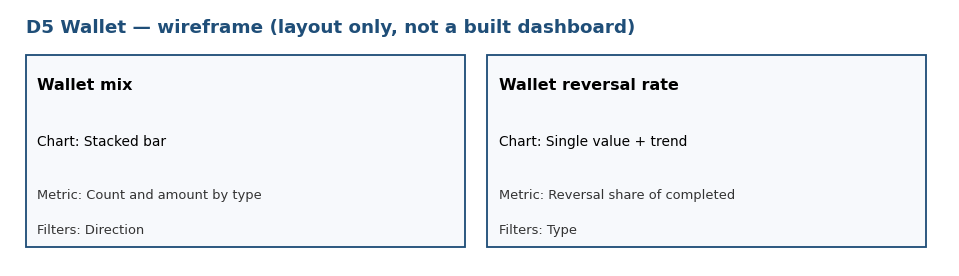 D5 Wallet — wireframe (layout only, not a built dashboard)
Wallet mix
Chart: Stacked bar
Metric: Count and amount by type
Filters: Direction
Wallet reversal rate
Chart: Single value + trend
Metric: Reversal share of completed
Filters: Type